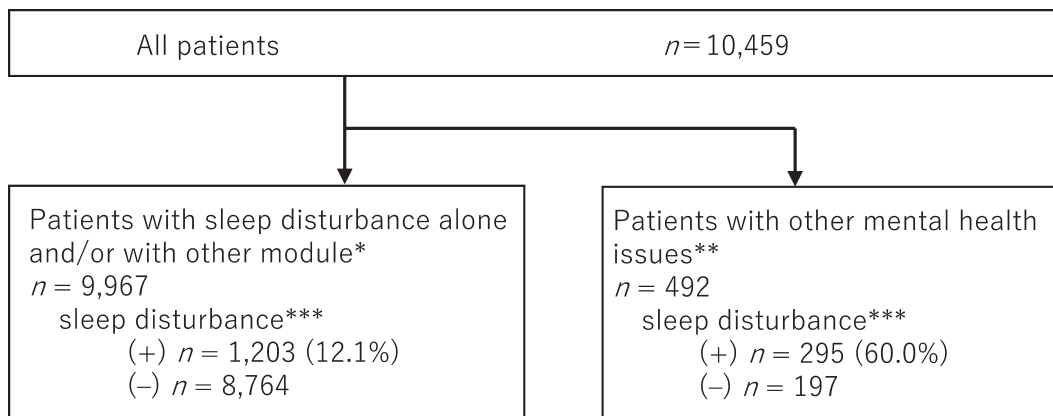 All patients n=10,459
Patients with sleep disturbance alone
and/or with other module*
n = 9,967
sleep disturbance***
(+) n = 1,203 (12.1%)
(–) n = 8,764
Patients with other mental health
issues**
n = 492
sleep disturbance***
(+) n = 295 (60.0%)
(–) n = 197